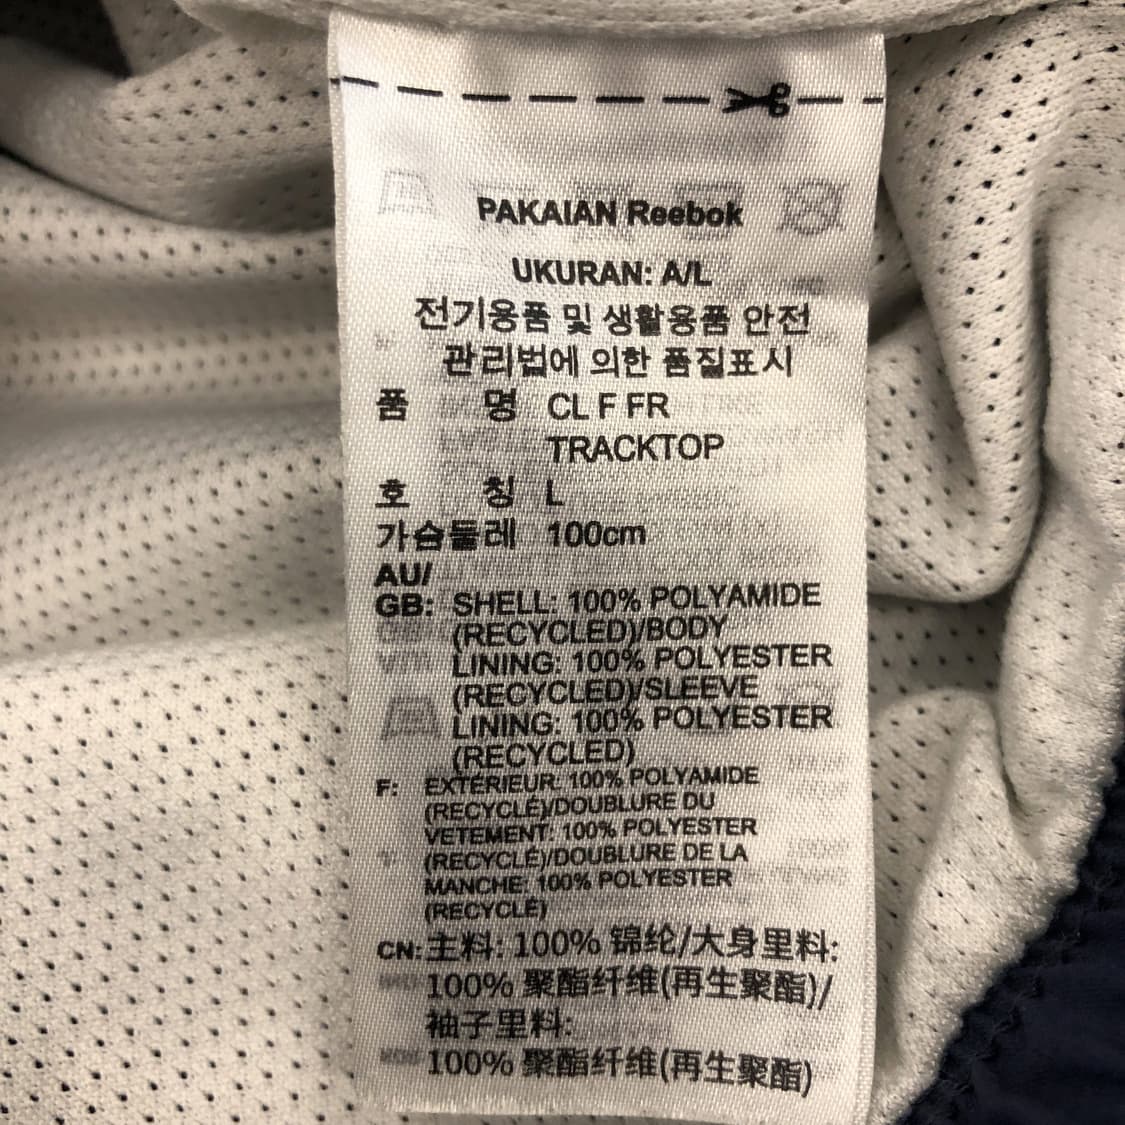 PAKAIAN Reebok
UKURAN: A/L
전기용품 및 생활용품 안전
관리법에 의한 품질표시
품 명 CL F FR
TRACKTOP
호 칭 L
가슴둘레 100cm
AU/
GB: SHELL: 100% POLYAMIDE
(RECYCLED)/BODY
LINING: 100% POLYESTER
(RECYCLED)/SLEEVE
LINING: 100% POLYESTER
(RECYCLED)
F: EXTÉRIEUR: 100% POLYAMIDE
(RECYCLÉ)/DOUBLURE DU
VETEMENT: 100% POLYESTER
(RECYCLÉ)/DOUBLURE DE LA
MANCHE: 100% POLYESTER
(RECYCLÉ)
CN: 主料: 100% 锦纶/大身里料:
100% 聚酯纤维(再生聚酯)/
袖子里料:
100% 聚酯纤维(再生聚酯)